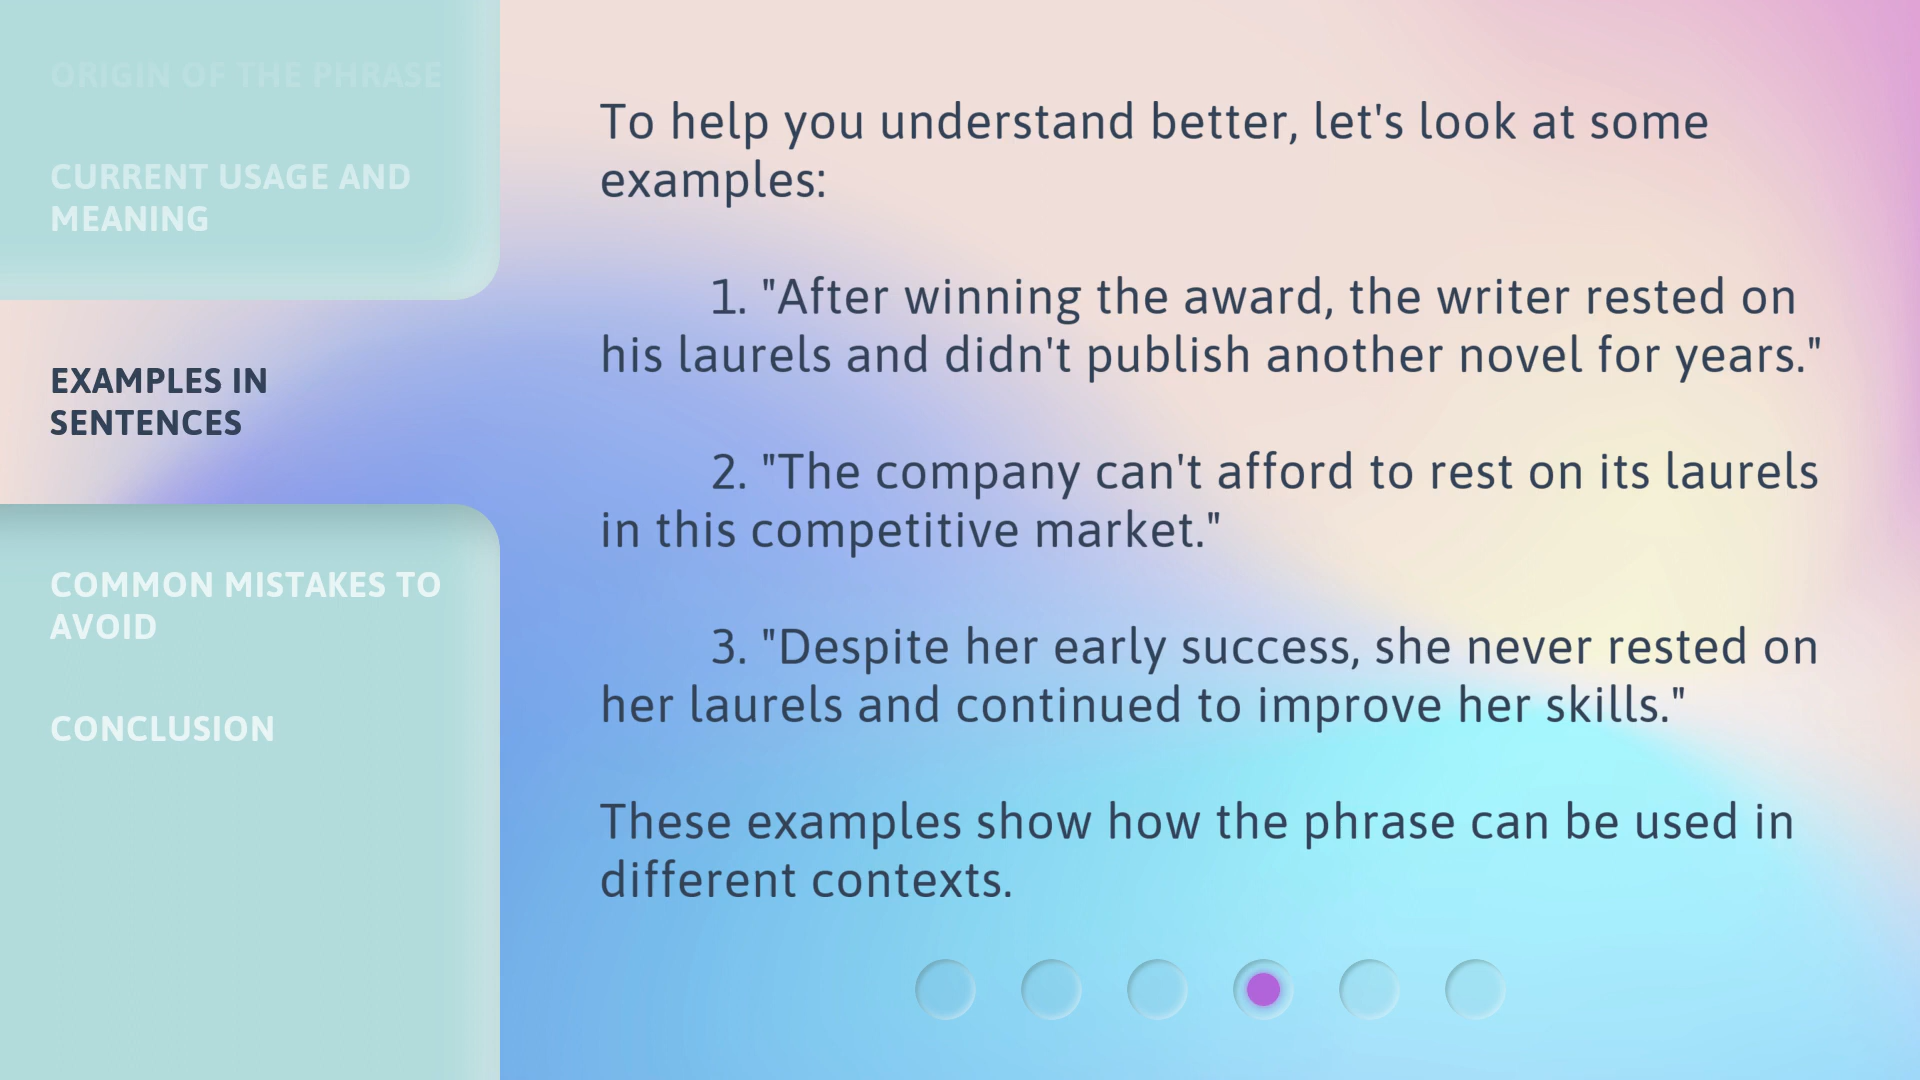 ORIGIN OF THE PHRASE
CURRENT USAGE AND
MEANING
EXAMPLES IN
SENTENCES
COMMON MISTAKES TO
AVOID
CONCLUSION
To help you understand better, let's look at some
examples:
1. "After winning the award, the writer rested on
his laurels and didn't publish another novel for years."
2. "The company can't afford to rest on its laurels
in this competitive market."
3. "Despite her early success, she never rested on
her laurels and continued to improve her skills."
These examples show how the phrase can be used in
different contexts.